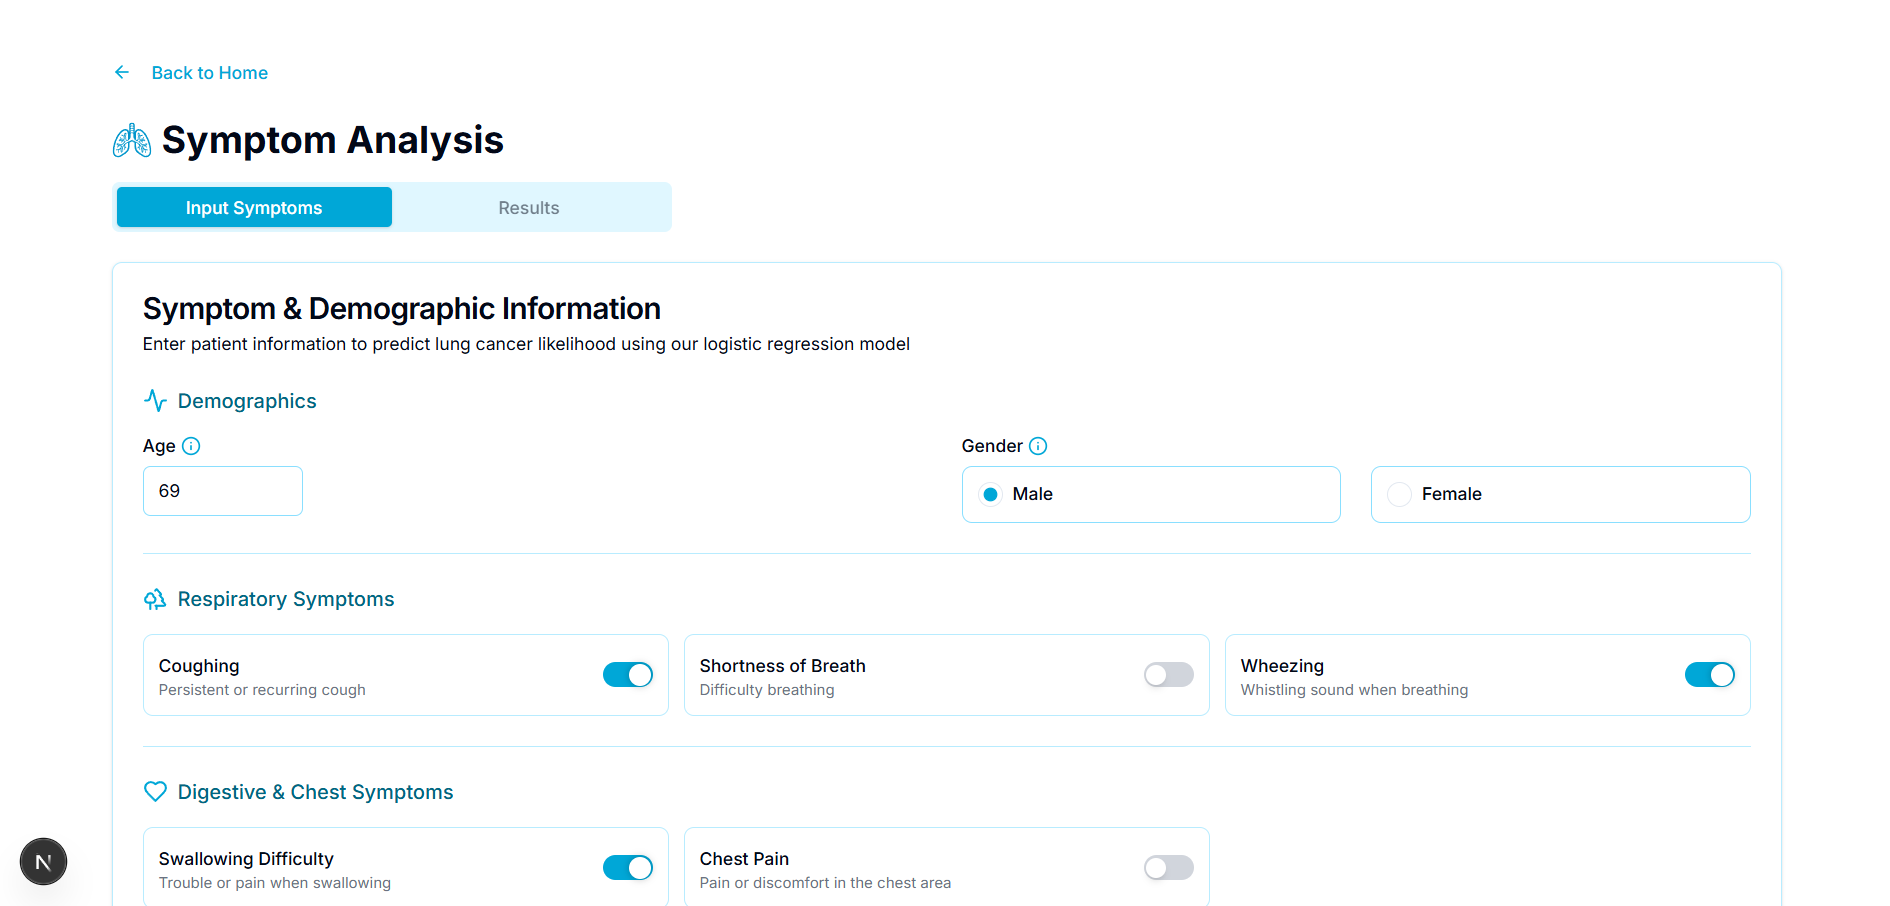 Back to Home
Symptom Analysis
Input Symptoms
Results
Symptom & Demographic Information
Enter patient information to predict lung cancer likelihood using our logistic regression model
Demographics
Age
69
Gender
Male
Female
Respiratory Symptoms
Coughing
Persistent or recurring cough
Shortness of Breath
Difficulty breathing
Wheezing
Whistling sound when breathing
Digestive & Chest Symptoms
Swallowing Difficulty
Trouble or pain when swallowing
Chest Pain
Pain or discomfort in the chest area
N